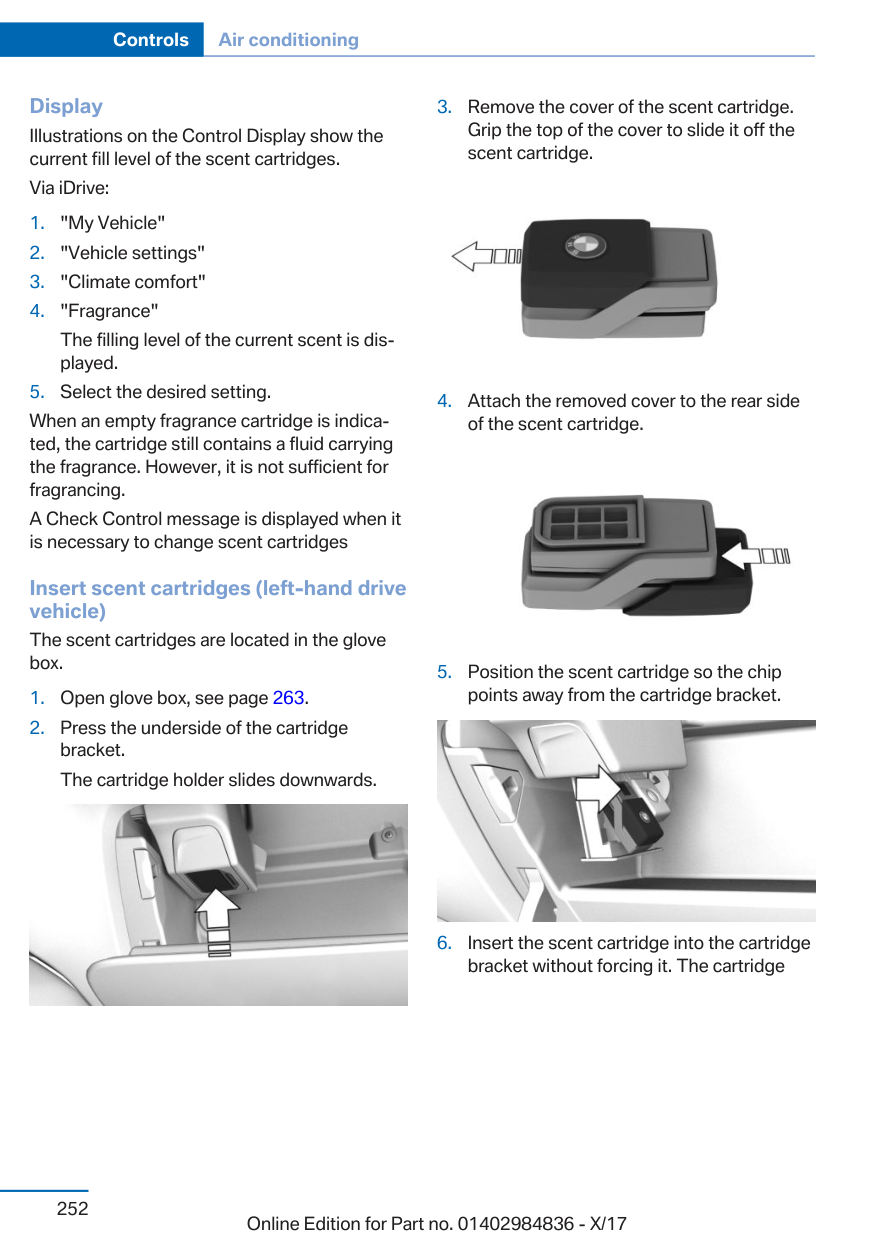 Controls
Air conditioning
Display
Illustrations on the Control Display show the
current fill level of the scent cartridges.
Via iDrive:
1. "My Vehicle"
2. "Vehicle settings"
3. "Climate comfort"
4. "Fragrance"
The filling level of the current scent is dis-
played.
5. Select the desired setting.
When an empty fragrance cartridge is indica-
ted, the cartridge still contains a fluid carrying
the fragrance. However, it is not sufficient for
fragrancing.
A Check Control message is displayed when it
is necessary to change scent cartridges
Insert scent cartridges (left-hand drive
vehicle)
The scent cartridges are located in the glove
box.
1. Open glove box, see page 263.
2. Press the underside of the cartridge
bracket.
The cartridge holder slides downwards.
3. Remove the cover of the scent cartridge.
Grip the top of the cover to slide it off the
scent cartridge.
4. Attach the removed cover to the rear side
of the scent cartridge.
5. Position the scent cartridge so the chip
points away from the cartridge bracket.
6. Insert the scent cartridge into the cartridge
bracket without forcing it. The cartridge
252
Online Edition for Part no. 01402984836 - X/17